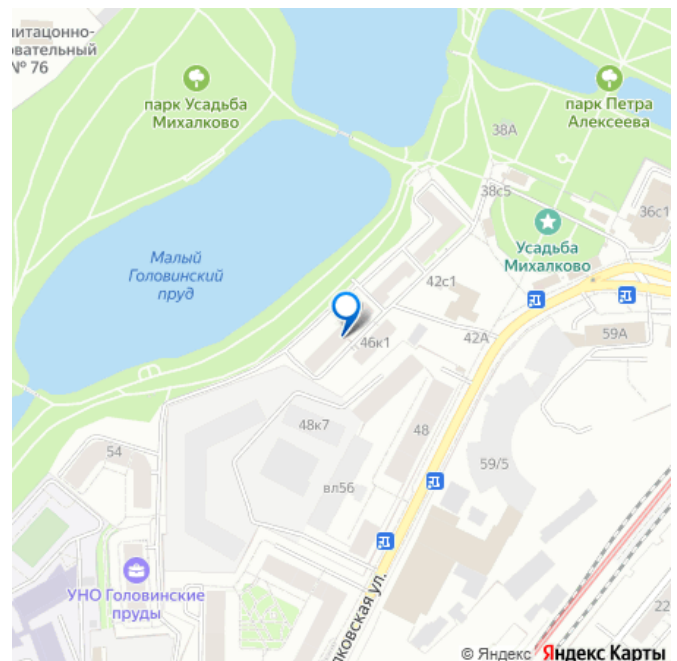 итационно-
овательный
№ 76
парк Усадьба
Михалково
парк Петра
Алексеева
38А
38с5
36с1
Малый
Головинский
пруд
Усадьба
Михалково
42с1
42А
59А
46к1
48к7
48
54
59/5
вл56
УНО Головинские
пруды
лковская ул.
22
© Яндекс Яндекс Карты